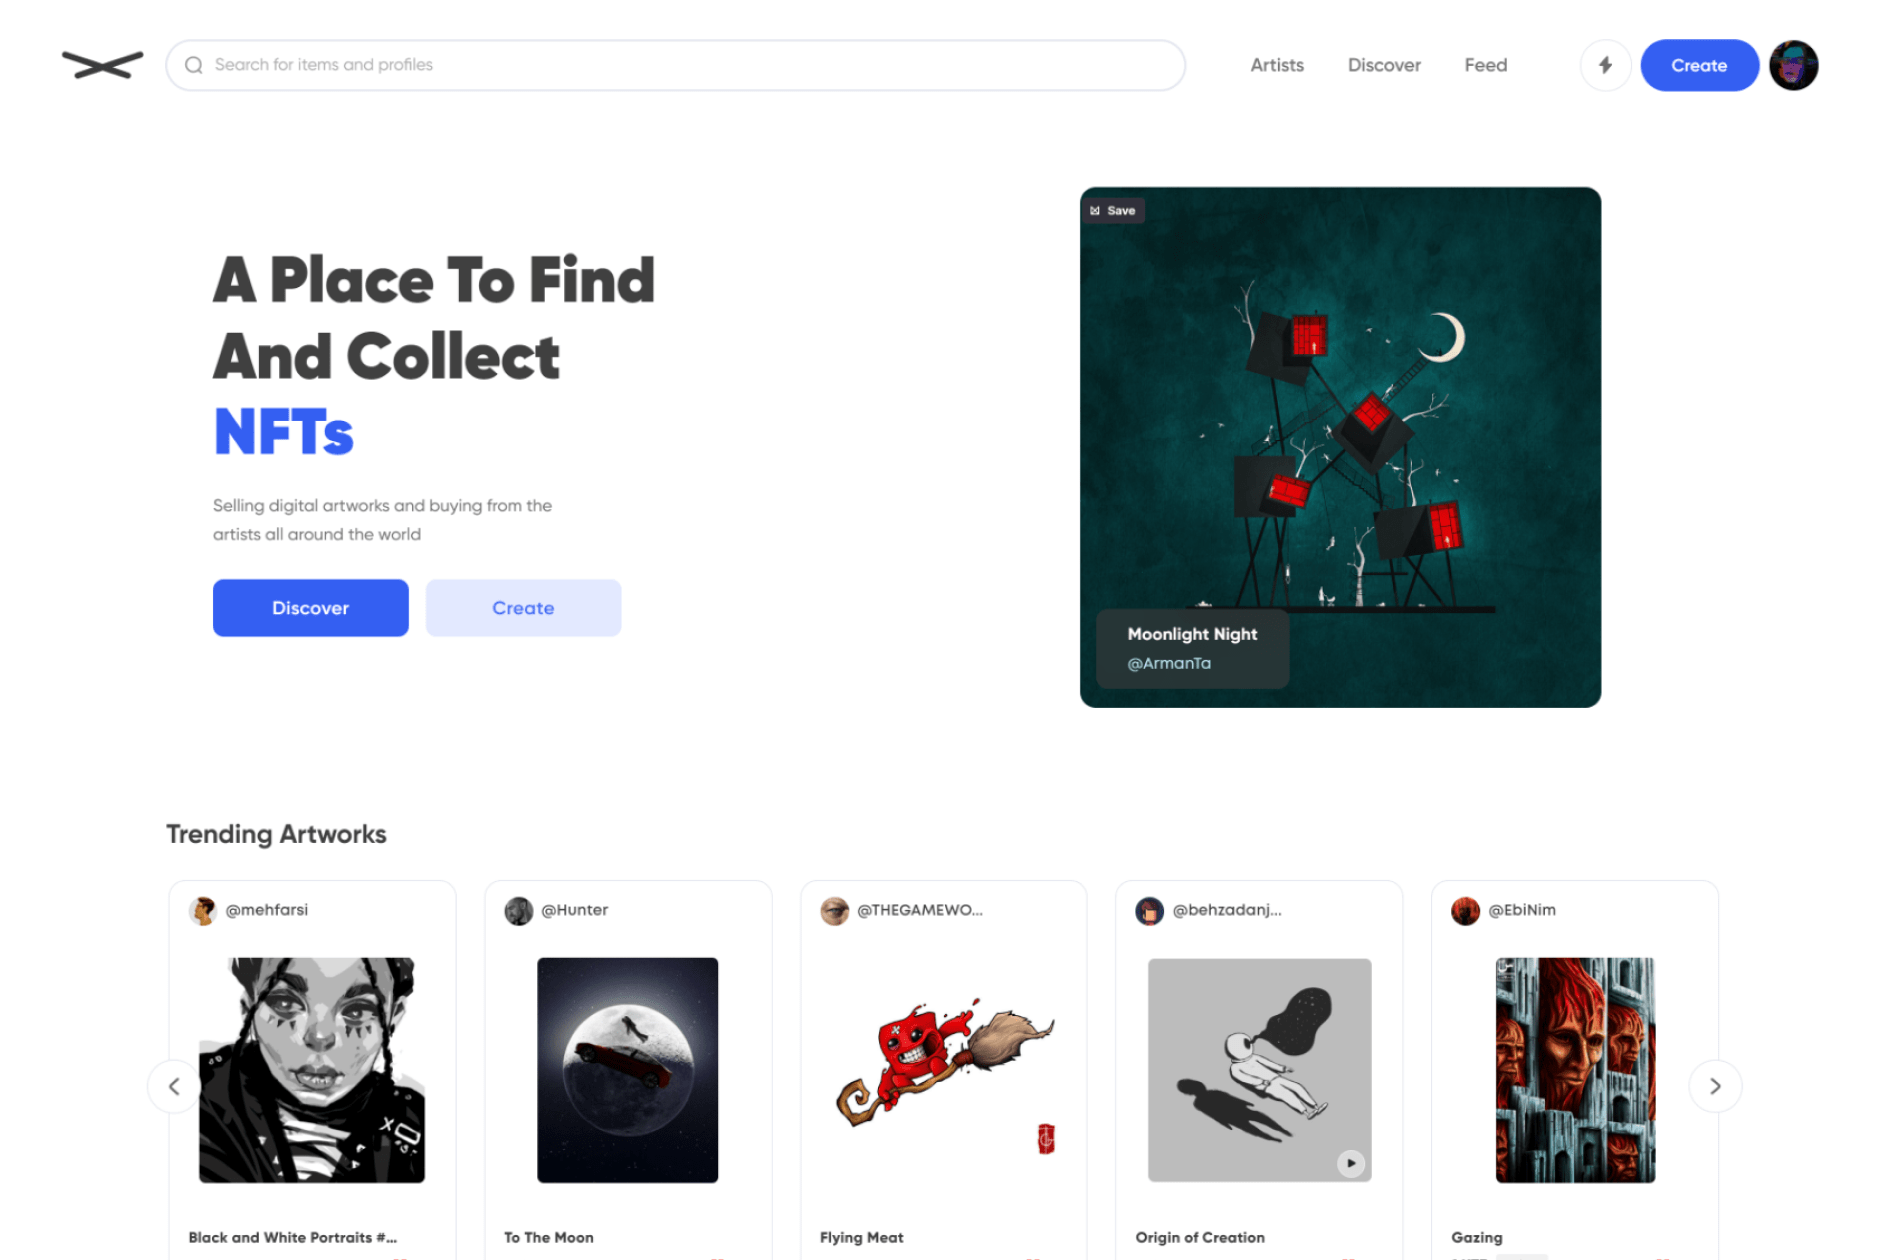 Search for items and profiles
Artists
Discover
Feed
Create
Save
A Place To Find
And Collect
NFTs
Selling digital artworks and buying from the
artists all around the world
Discover
Create
Moonlight Night
@ArmanTa
Trending Artworks
@mehfarsi
@Hunter
@THEGAMEWO...
@behzadanj...
@EbiNim
Black and White Portraits #...
To The Moon
Flying Meat
Origin of Creation
Gazing